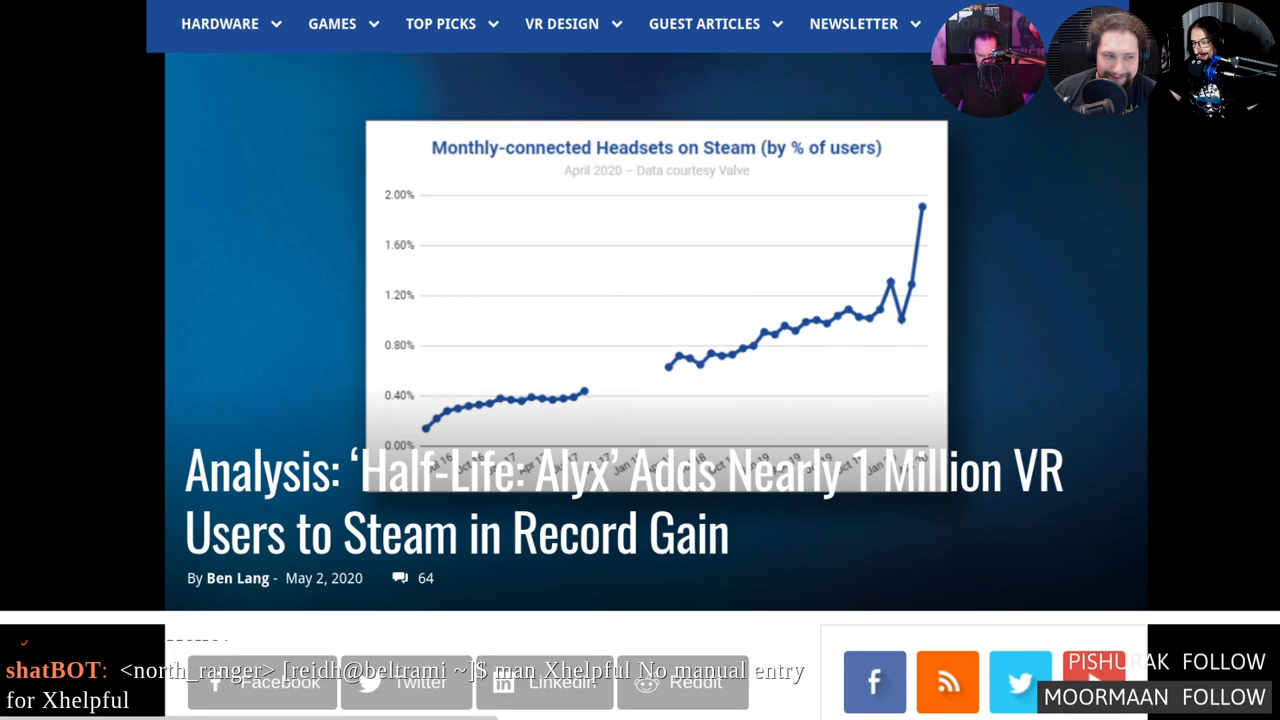 HARDWARE GAMES TOP PICKS VR DESIGN GUEST ARTICLES NEWSLETTER
Monthly-connected Headsets on Steam (by % of users)
April 2020 – Data courtesy Valve
2.00%
1.60%
1.20%
0.80%
0.40%
0.00%
Analysis: ‘Half-Life: Alyx’ Adds Nearly 1 Million VR
Users to Steam in Record Gain
By Ben Lang - May 2, 2020 64
shatBOT: <north_ranger> [reidh@beltrami ~]$ man Xhelpful No manual entry
for Xhelpful
Facebook Twitter LinkedIn Reddit
PISHURAK FOLLOW
MOORMAAN FOLLOW